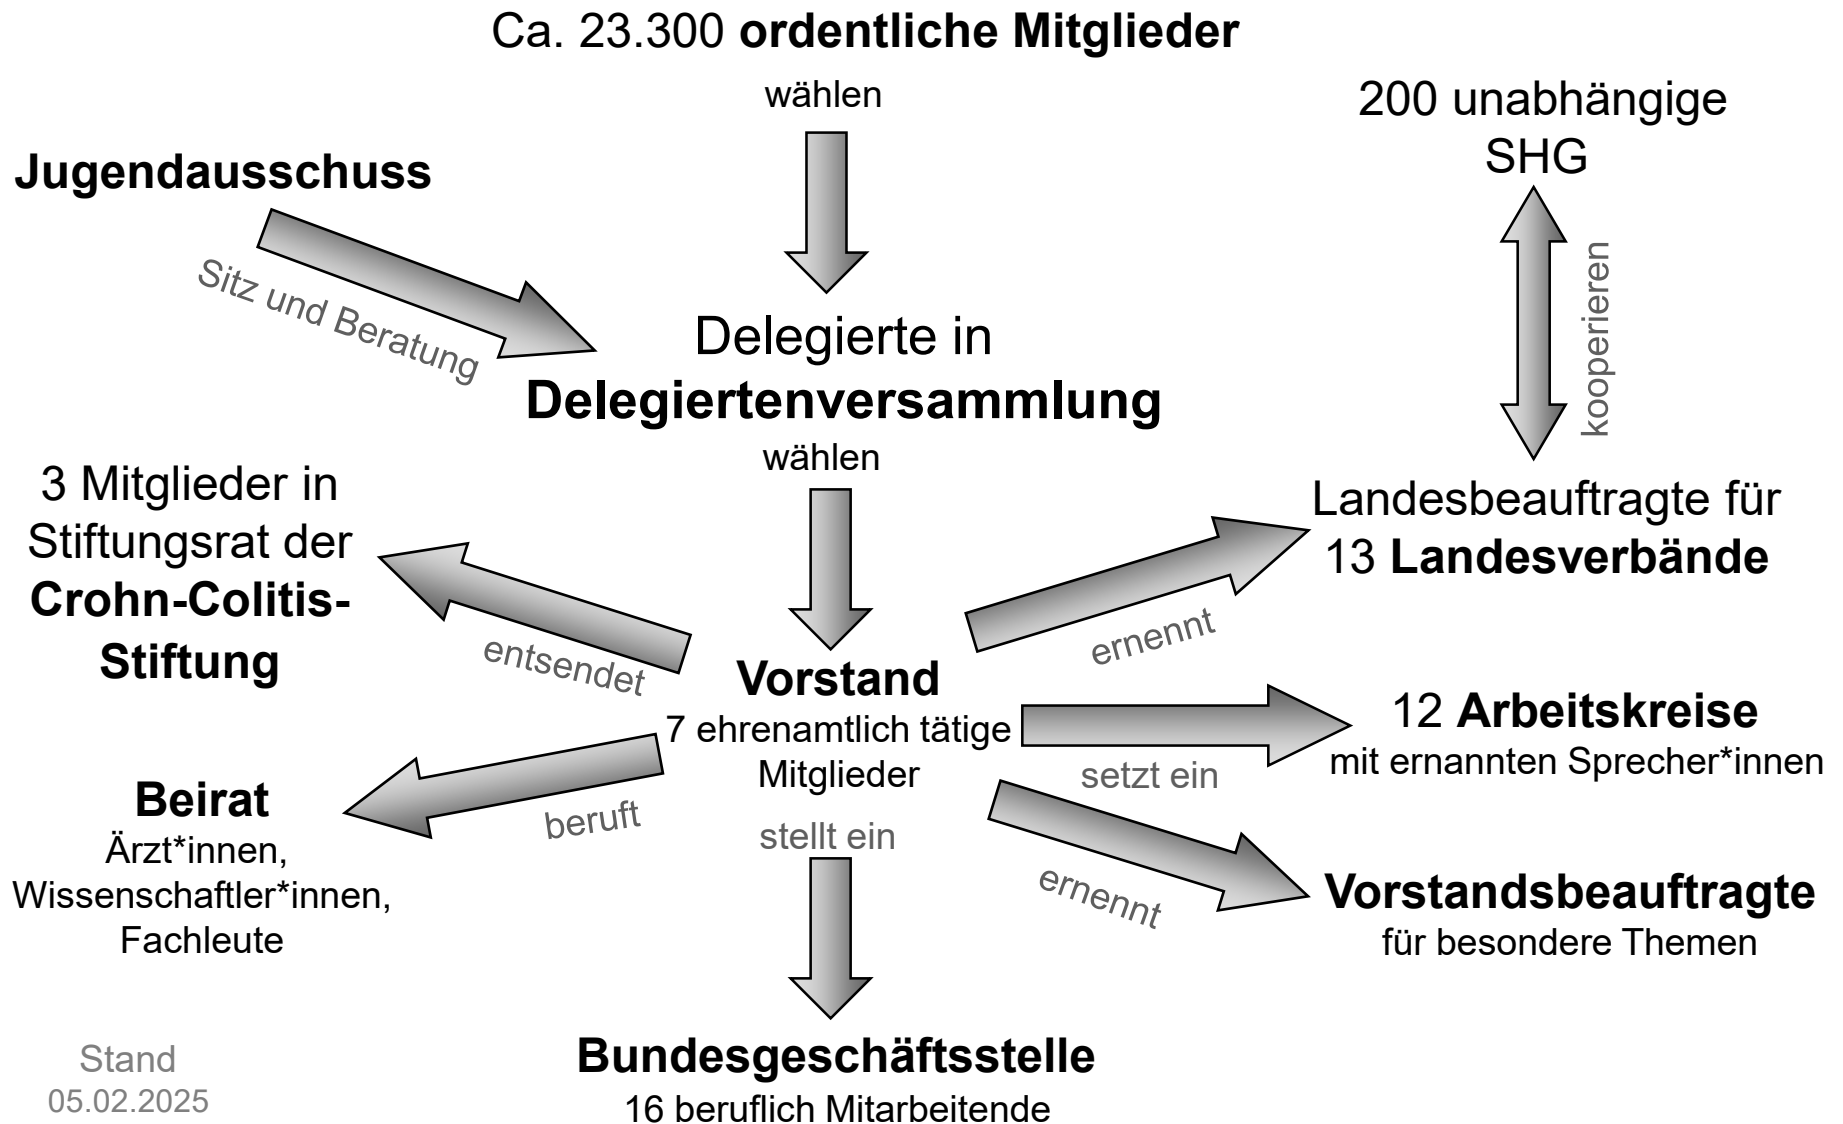 Ca. 23.300 ordentliche Mitglieder
wählen
200 unabhängige
SHG
Jugendausschuss
Sitz und Beratung
kooperieren
Delegierte in
Delegiertenversammlung
wählen
3 Mitglieder in
Stiftungsrat der
Crohn-Colitis-
Stiftung
entsendet
Landesbeauftragte für
13 Landesverbände
ernennt
Vorstand
7 ehrenamtlich tätige
Mitglieder
setzt ein
12 Arbeitskreise
mit ernannten Sprecher*innen
Beirat
Ärzt*innen,
Wissenschaftler*innen,
Fachleute
beruft
stellt ein
ernennt
Vorstandsbeauftragte
für besondere Themen
Bundesgeschäftsstelle
16 beruflich Mitarbeitende
Stand
05.02.2025